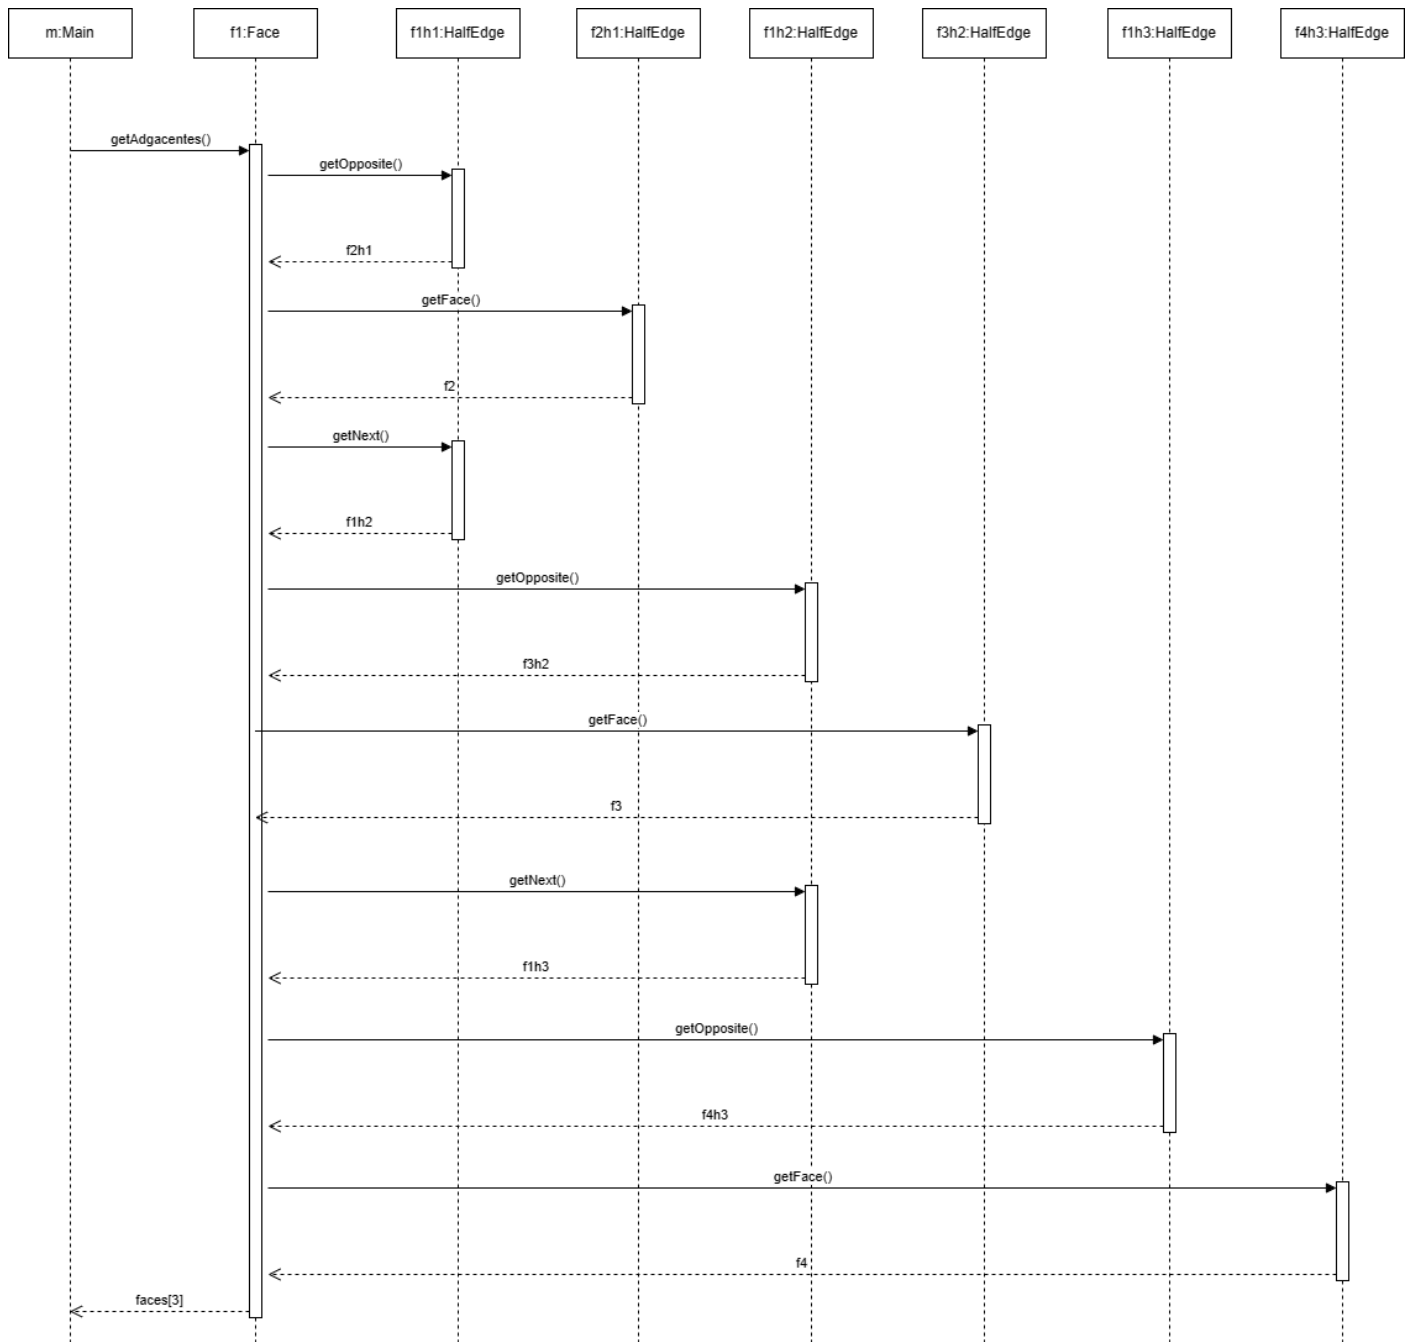 m:Main
f1:Face
f1h1:HalfEdge
f2h1:HalfEdge
f1h2:HalfEdge
f3h2:HalfEdge
f1h3:HalfEdge
f4h3:HalfEdge
getAdgacentes()
getOpposite()
f2h1
getFace()
f2
getNext()
f1h2
getOpposite()
f3h2
getFace()
f3
getNext()
f1h3
getOpposite()
f4h3
getFace()
f4
faces[3]